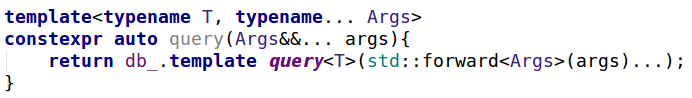 template<typename T, typename... Args>
constexpr auto query(Args&&... args){
    return db_.template query<T>(std::forward<Args>(args)...);
}